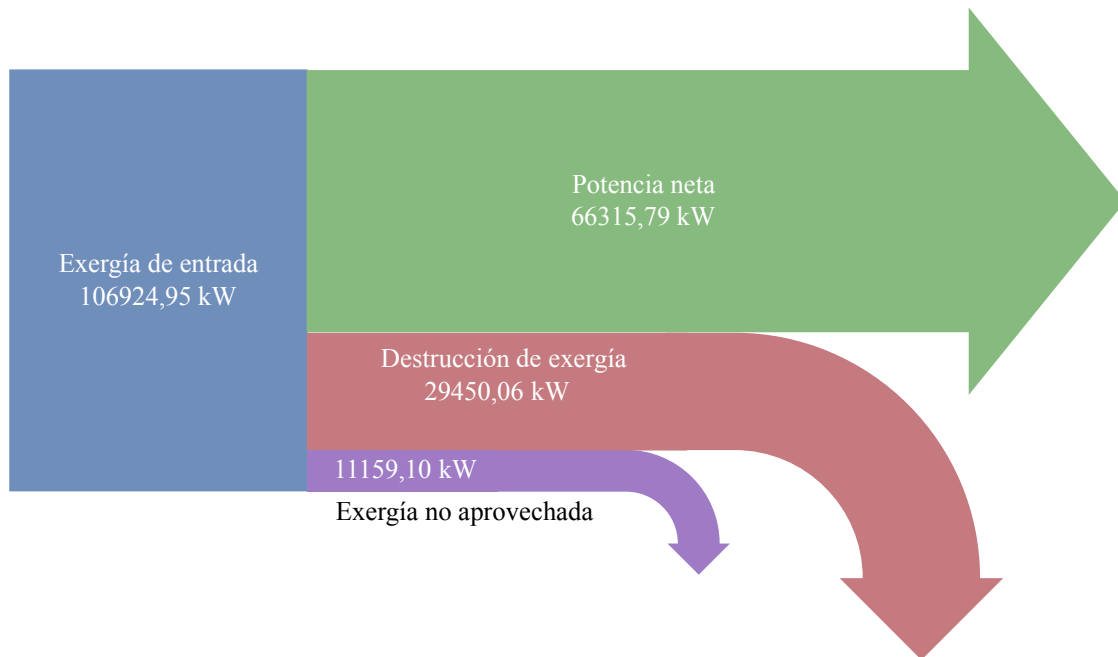 Potencia neta
66315,79 kW
Exergía de entrada
106924,95 kW
Destrucción de exergía
29450,06 kW
11159,10 kW
Exergía no aprovechada